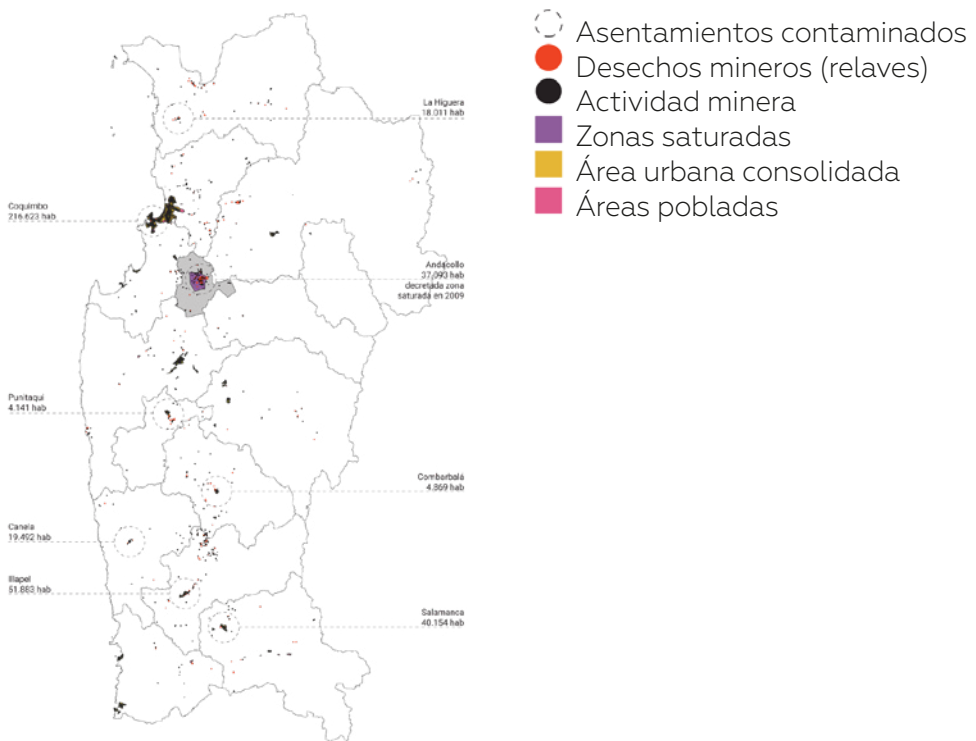 Asentamientos contaminados
Desechos mineros (relaves)
Actividad minera
Zonas saturadas
Área urbana consolidada
Áreas pobladas
La Higuera
18.011 hab
Coquimbo
216.623 hab
Andacollo
37.093 hab
decretada zona
saturada en 2009
Punitaqui
4.141 hab
Combarbalá
4.869 hab
Canela
19.492 hab
Illapel
51.883 hab
Salamanca
40.154 hab